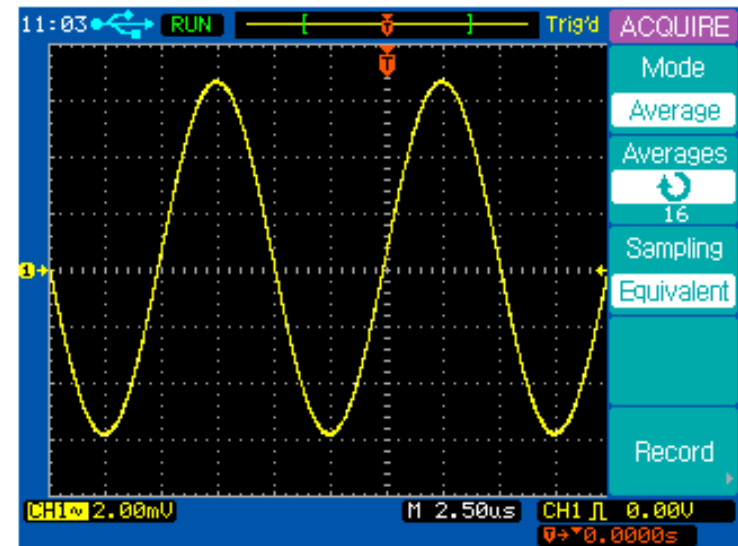 11:03 RUN T Trig'd ACQUIRE
T
Mode
Average
Averages
16
Sampling
1
Equivalent
Record
CH1~ 2.00mV M 2.50us CH1 0.00V
T→▼0.0000s